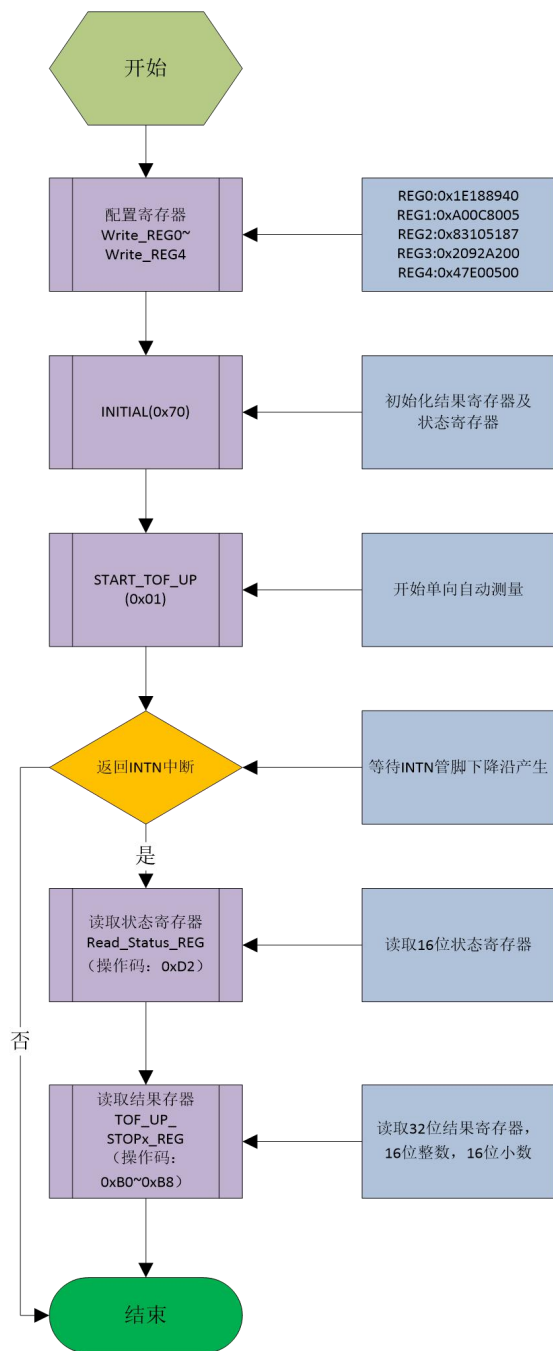 开始
配置寄存器
Write_REG0~
Write_REG4
REG0:0x1E188940
REG1:0xA00C8005
REG2:0x83105187
REG3:0x2092A200
REG4:0x47E00500
INITIAL(0x70)
初始化结果寄存器及
状态寄存器
START_TOF_UP
(0x01)
开始单向自动测量
返回INTN中断
等待INTN管脚下降沿产生
是
读取状态寄存器
Read_Status_REG
（操作码：0xD2）
读取16位状态寄存器
否
读取结果存器
TOF_UP_
STOPx_REG
（操作码：
0xB0~0xB8）
读取32位结果寄存器，
16位整数，16位小数
结束